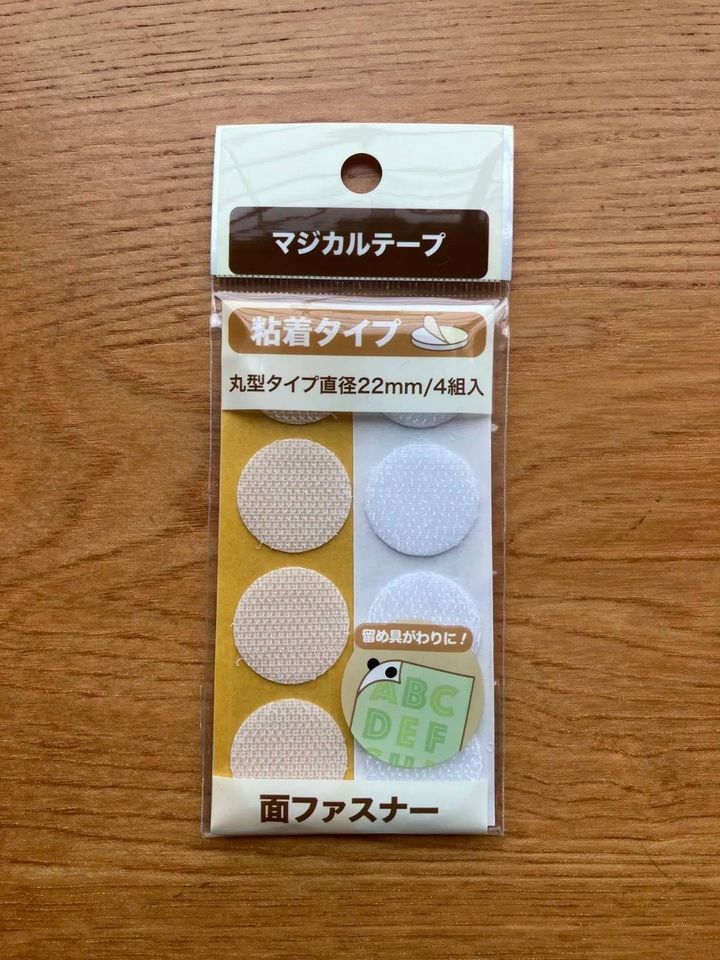 マジカルテープ
粘着タイプ
丸型タイプ直径22mm/4組入
留め具がわりに!
ABC
DEF
面ファスナー